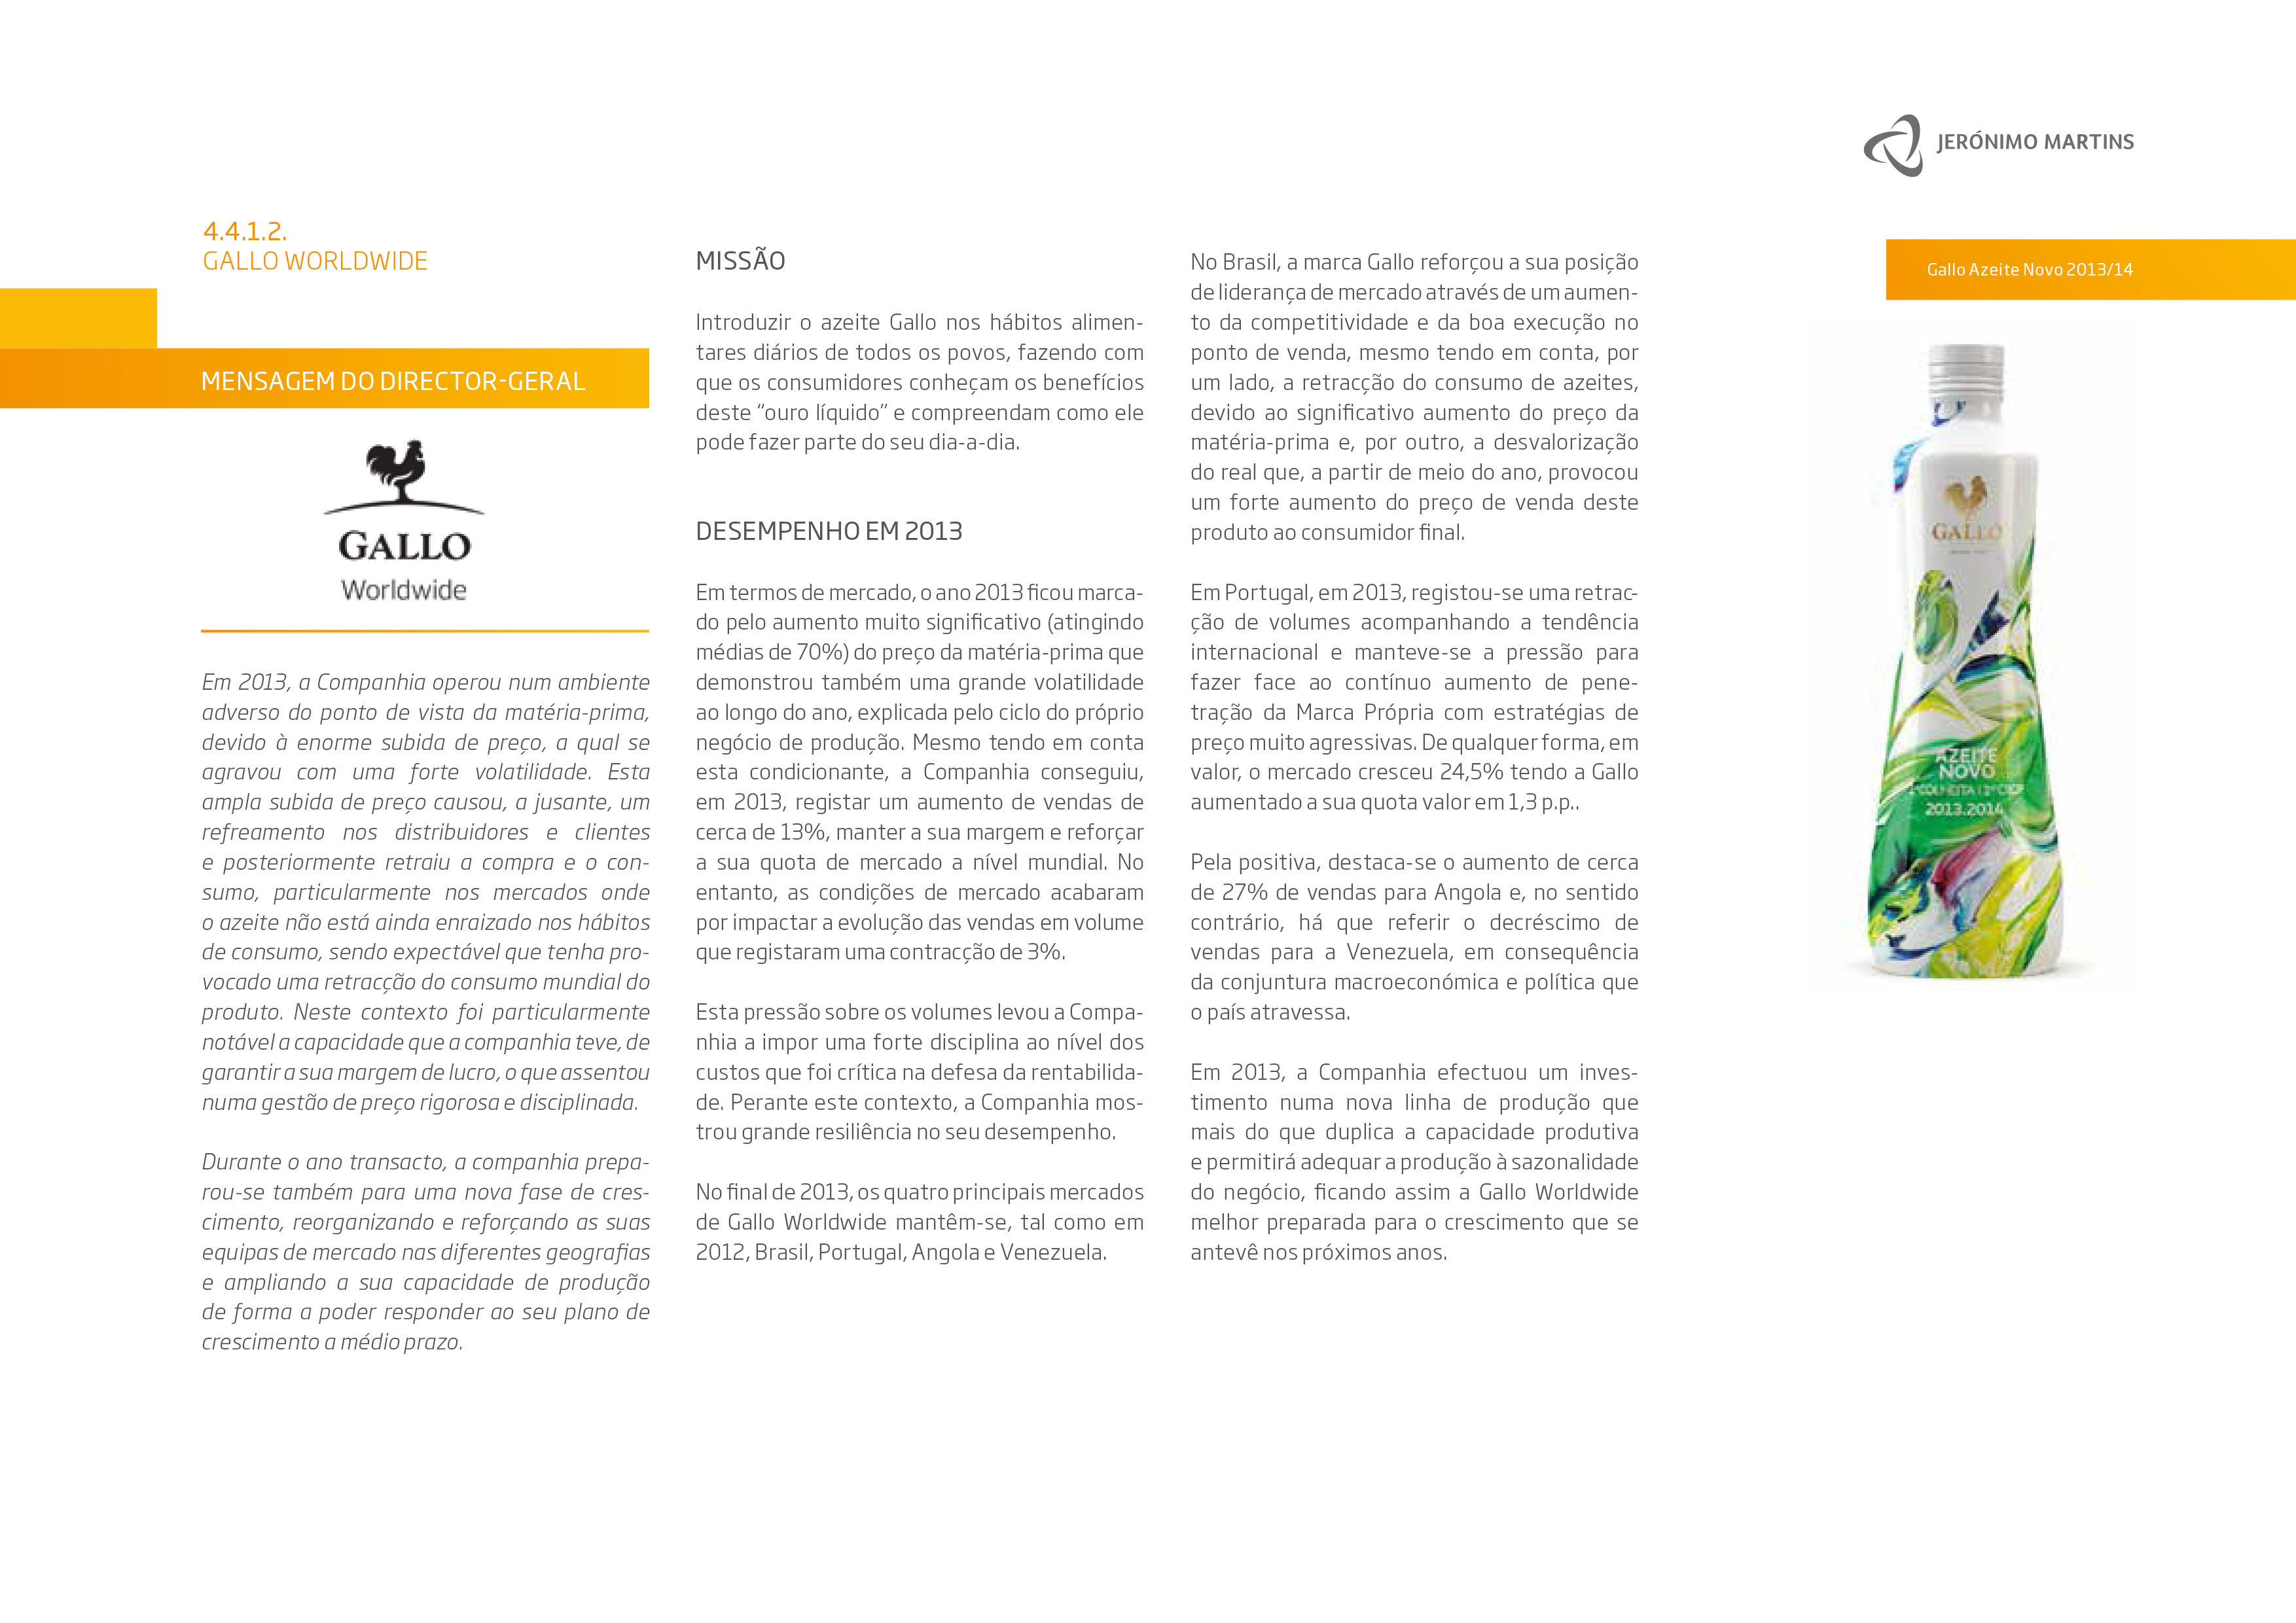 JERÓNIMO MARTINS
4.4.1.2.
GALLO WORLDWIDE
MENSAGEM DO DIRECTOR-GERAL
GALLO
Worldwide
Em 2013, a Companhia operou num ambiente
adverso do ponto de vista da matéria-prima,
devido à enorme subida de preço, a qual se
agravou com uma forte volatilidade. Esta
ampla subida de preço causou, a jusante, um
refreamento nos distribuidores e clientes
e posteriormente retraiu a compra e o con-
sumo, particularmente nos mercados onde
o azeite não está ainda enraizado nos hábitos
de consumo, sendo expectável que tenha pro-
vocado uma retracção do consumo mundial do
produto. Neste contexto foi particularmente
notável a capacidade que a companhia teve, de
garantir a sua margem de lucro, o que assentou
numa gestão de preço rigorosa e disciplinada.
Durante o ano transacto, a companhia prepa-
rou-se também para uma nova fase de cres-
cimento, reorganizando e reforçando as suas
equipas de mercado nas diferentes geografias
e ampliando a sua capacidade de produção
de forma a poder responder ao seu plano de
crescimento a médio prazo.
MISSÃO
Introduzir o azeite Gallo nos hábitos alimen-
tares diários de todos os povos, fazendo com
que os consumidores conheçam os benefícios
deste “ouro líquido” e compreendam como ele
pode fazer parte do seu dia-a-dia.
DESEMPENHO EM 2013
Em termos de mercado, o ano 2013 ficou marca-
do pelo aumento muito significativo (atingindo
médias de 70%) do preço da matéria-prima que
demonstrou também uma grande volatilidade
ao longo do ano, explicada pelo ciclo do próprio
negócio de produção. Mesmo tendo em conta
esta condicionante, a Companhia conseguiu,
em 2013, registar um aumento de vendas de
cerca de 13%, manter a sua margem e reforçar
a sua quota de mercado a nível mundial. No
entanto, as condições de mercado acabaram
por impactar a evolução das vendas em volume
que registaram uma contracção de 3%.
Esta pressão sobre os volumes levou a Compa-
nhia a impor uma forte disciplina ao nível dos
custos que foi crítica na defesa da rentabilida-
de. Perante este contexto, a Companhia mos-
trou grande resiliência no seu desempenho.
No final de 2013, os quatro principais mercados
de Gallo Worldwide mantêm-se, tal como em
2012, Brasil, Portugal, Angola e Venezuela.
No Brasil, a marca Gallo reforçou a sua posição
de liderança de mercado através de um aumen-
to da competitividade e da boa execução no
ponto de venda, mesmo tendo em conta, por
um lado, a retracção do consumo de azeites,
devido ao significativo aumento do preço da
matéria-prima e, por outro, a desvalorização
do real que, a partir de meio do ano, provocou
um forte aumento do preço de venda deste
produto ao consumidor final.
Em Portugal, em 2013, registou-se uma retrac-
ção de volumes acompanhando a tendência
internacional e manteve-se a pressão para
fazer face ao contínuo aumento de pene-
tração da Marca Própria com estratégias de
preço muito agressivas. De qualquer forma, em
valor, o mercado cresceu 24,5% tendo a Gallo
aumentado a sua quota valor em 1,3 p.p..
Pela positiva, destaca-se o aumento de cerca
de 27% de vendas para Angola e, no sentido
contrário, há que referir o decréscimo de
vendas para a Venezuela, em consequência
da conjuntura macroeconómica e política que
o país atravessa.
Em 2013, a Companhia efectuou um inves-
timento numa nova linha de produção que
mais do que duplica a capacidade produtiva
e permitirá adequar a produção à sazonalidade
do negócio, ficando assim a Gallo Worldwide
melhor preparada para o crescimento que se
antevê nos próximos anos.
Gallo Azeite Novo 2013/14
GALLO
AZEITE
NOVO
2013.2014